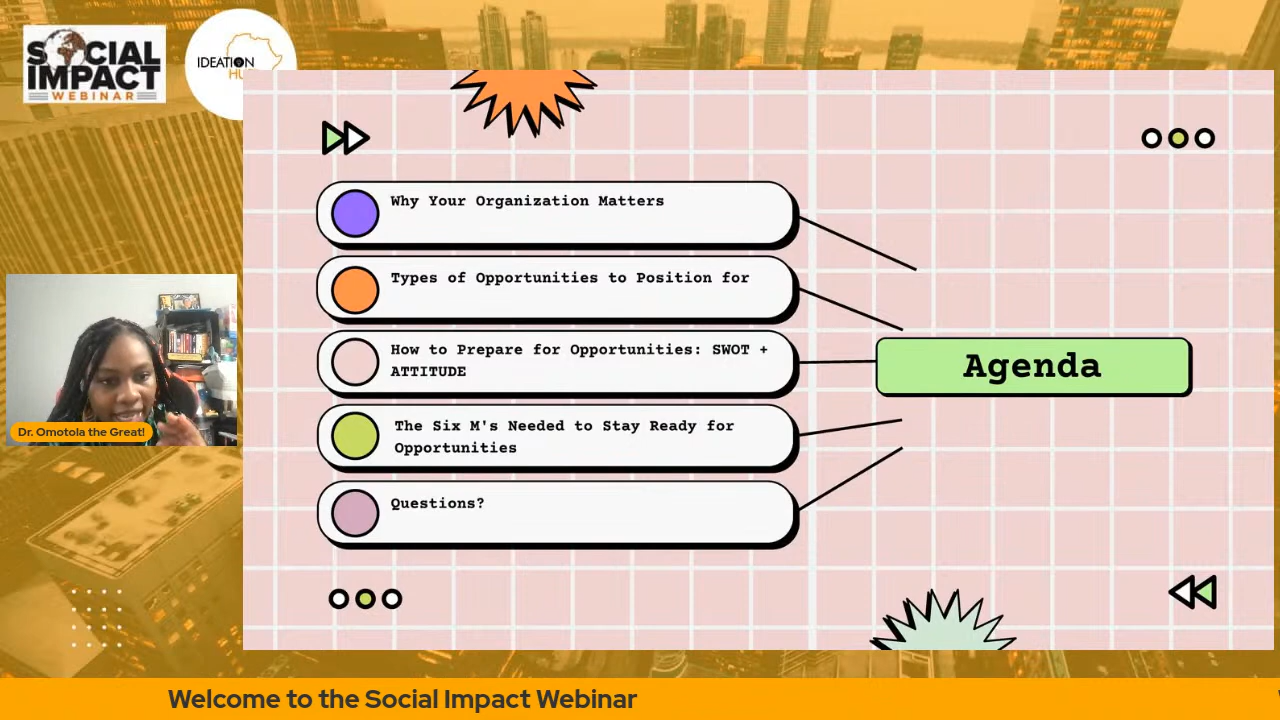 SOCIAL
IMPACT
WEBINAR
IDEATION
HU
Why Your Organization Matters
Types of Opportunities to Position for
How to Prepare for Opportunities: SWOT +
ATTITUDE
Agenda
The Six M's Needed to Stay Ready for
Opportunities
Questions?
Dr. Omotola the Great!
Welcome to the Social Impact Webinar